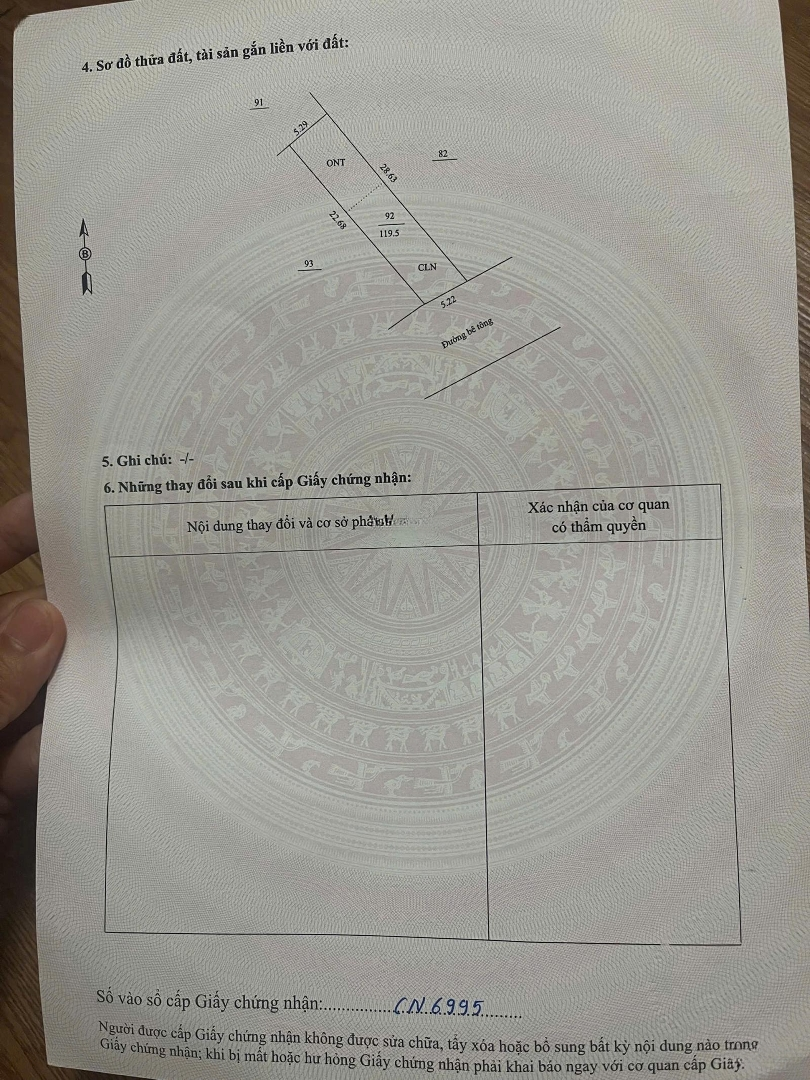 4. Sơ đồ thửa đất, tài sản gắn liền với đất:
91
5.29
ONT
82
28.63
22.68
92
119.5
B
93
CLN
5.22
Đường bê tông
5. Ghi chú: -/-
6. Những thay đổi sau khi cấp Giấy chứng nhận:
Nội dung thay đổi và cơ sở
Xác nhận của cơ quan
có thẩm quyền
Số vào sổ cấp Giấy chứng nhận:................CN.6995.........
Người được cấp Giấy chứng nhận không được sửa chữa, tẩy xóa hoặc bổ sung bất kỳ nội dung nào trong
Giấy chứng nhận; khi bị mất hoặc hư hỏng Giấy chứng nhận phải khai báo ngay với cơ quan cấp Giấy.